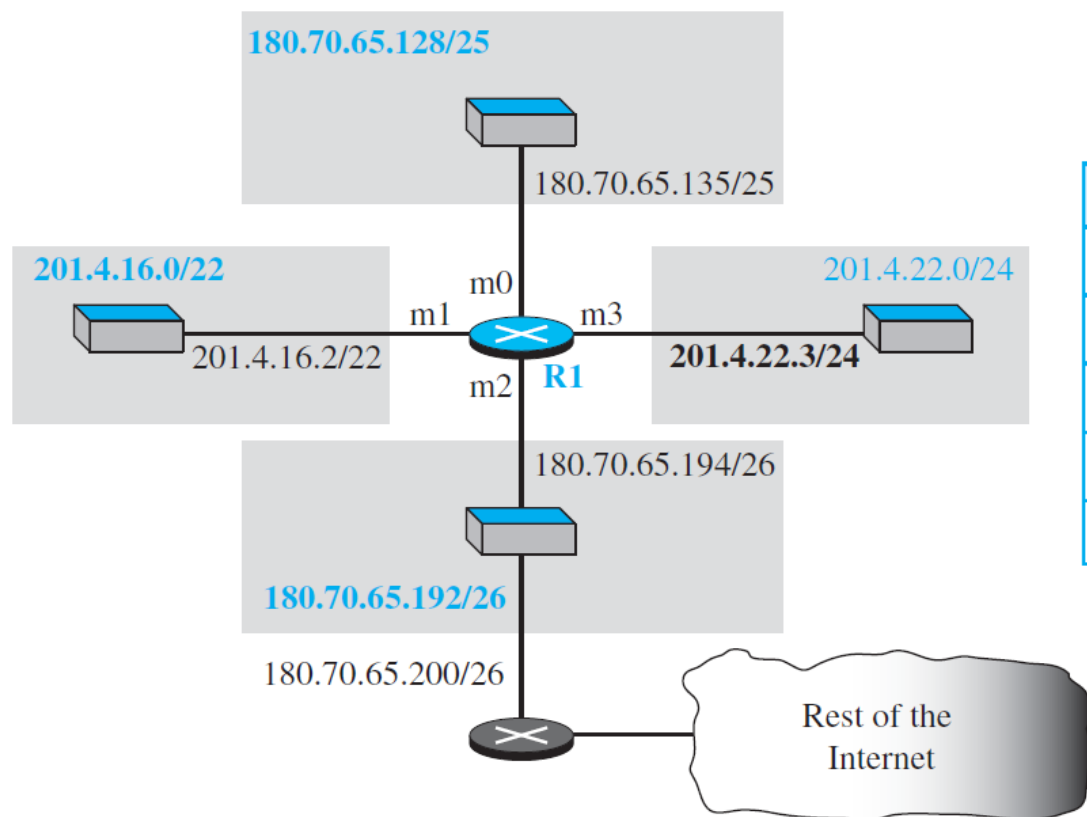 180.70.65.128/25
180.70.65.135/25
201.4.16.0/22
201.4.22.0/24
m0
m1
m3
201.4.16.2/22
201.4.22.3/24
m2
R1
180.70.65.194/26
180.70.65.192/26
180.70.65.200/26
Rest of the
Internet